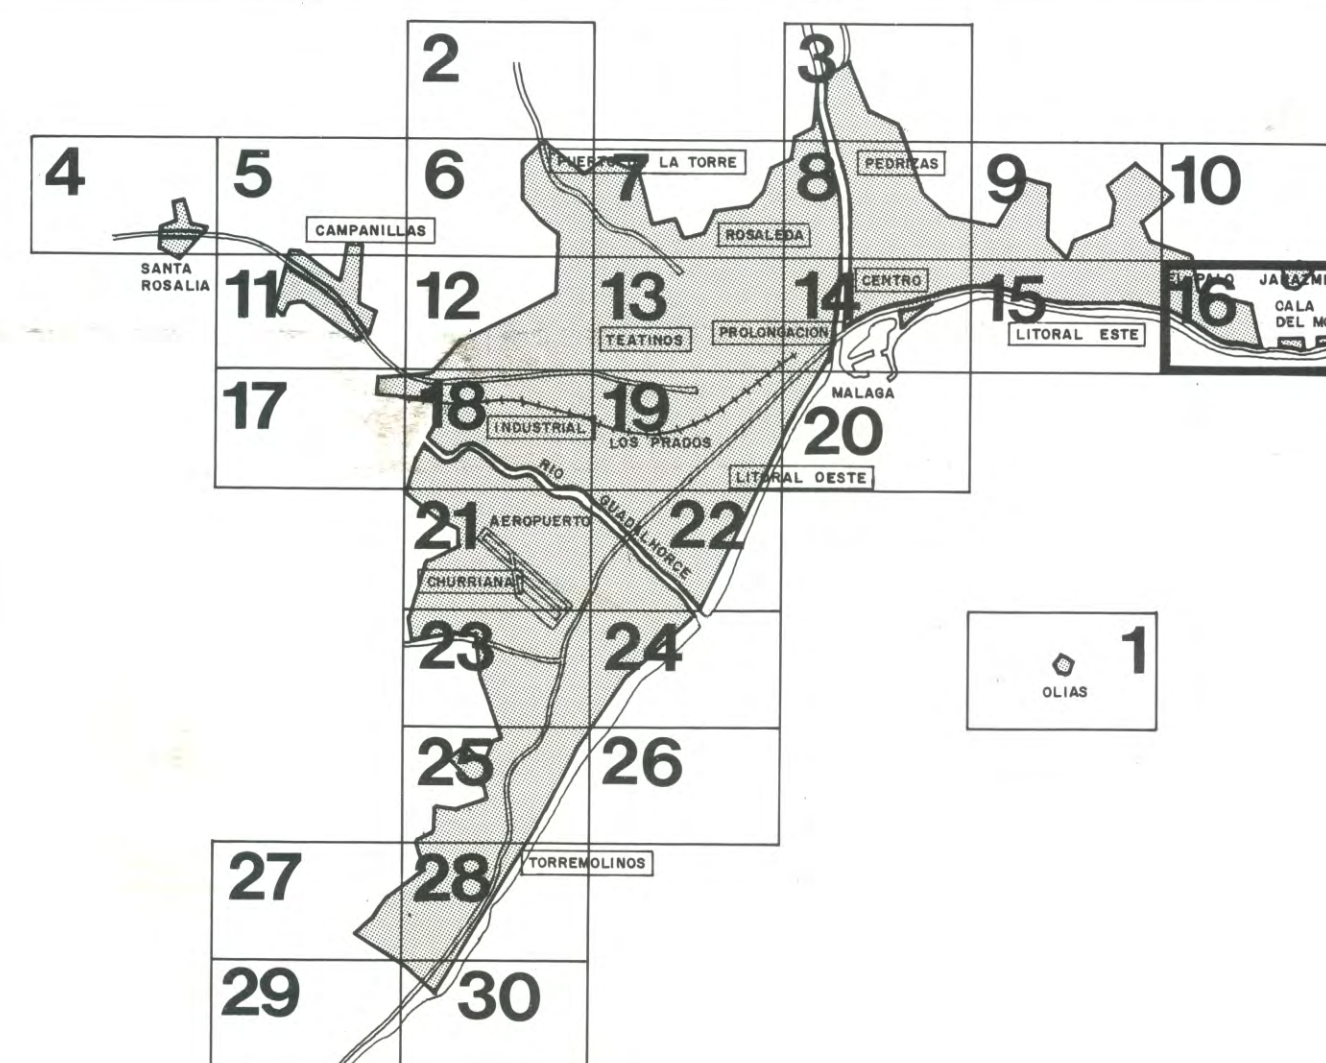 2
3
4
5
6
7
8
9
10
PUERTO DE LA TORRE
PEDRIZAS
CAMPANILLAS
ROSALEDA
SANTA
ROSALIA
11
12
13
14
15
16
CENTRO
EL PALO
CALA
TEATINOS
PROLONGACION
LITORAL ESTE
MALAGA
17
18
19
20
INDUSTRIAL
LOS PRADOS
RIO GUADALHORCE
LITORAL OESTE
21
22
AEROPUERTO
CHURRIANA
23
24
1
OLIAS
25
26
27
28
TORREMOLINOS
29
30